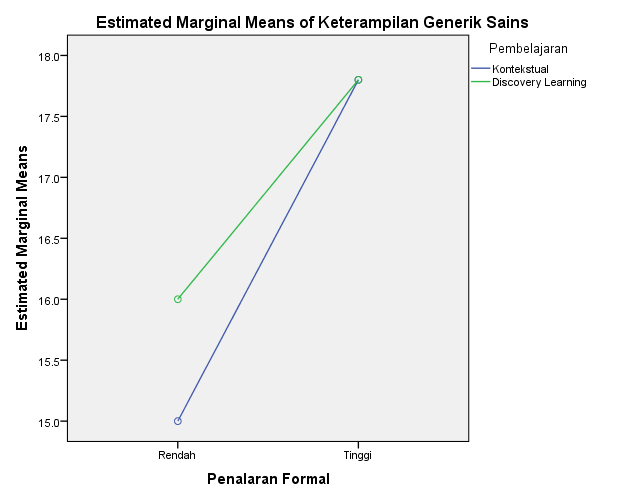 Estimated Marginal Means of Keterampilan Generik Sains
Pembelajaran
Kontekstual
Discovery Learning
Estimated Marginal Means
18.0
17.5
17.0
16.5
16.0
15.5
15.0
Rendah
Tinggi
Penalaran Formal